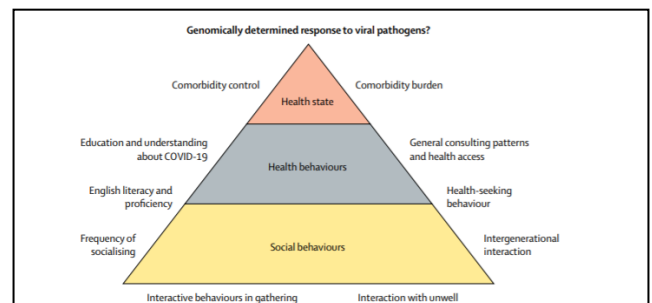 Genomically determined response to viral pathogens?
Comorbidity control
Comorbidity burden
Health state
Education and understanding
about COVID-19
General consulting patterns
and health access
Health behaviours
English literacy and
proficiency
Health-seeking
behaviour
Frequency of
socialising
Social behaviours
Intergenerational
interaction
Interactive behaviours in gathering
Interaction with unwell